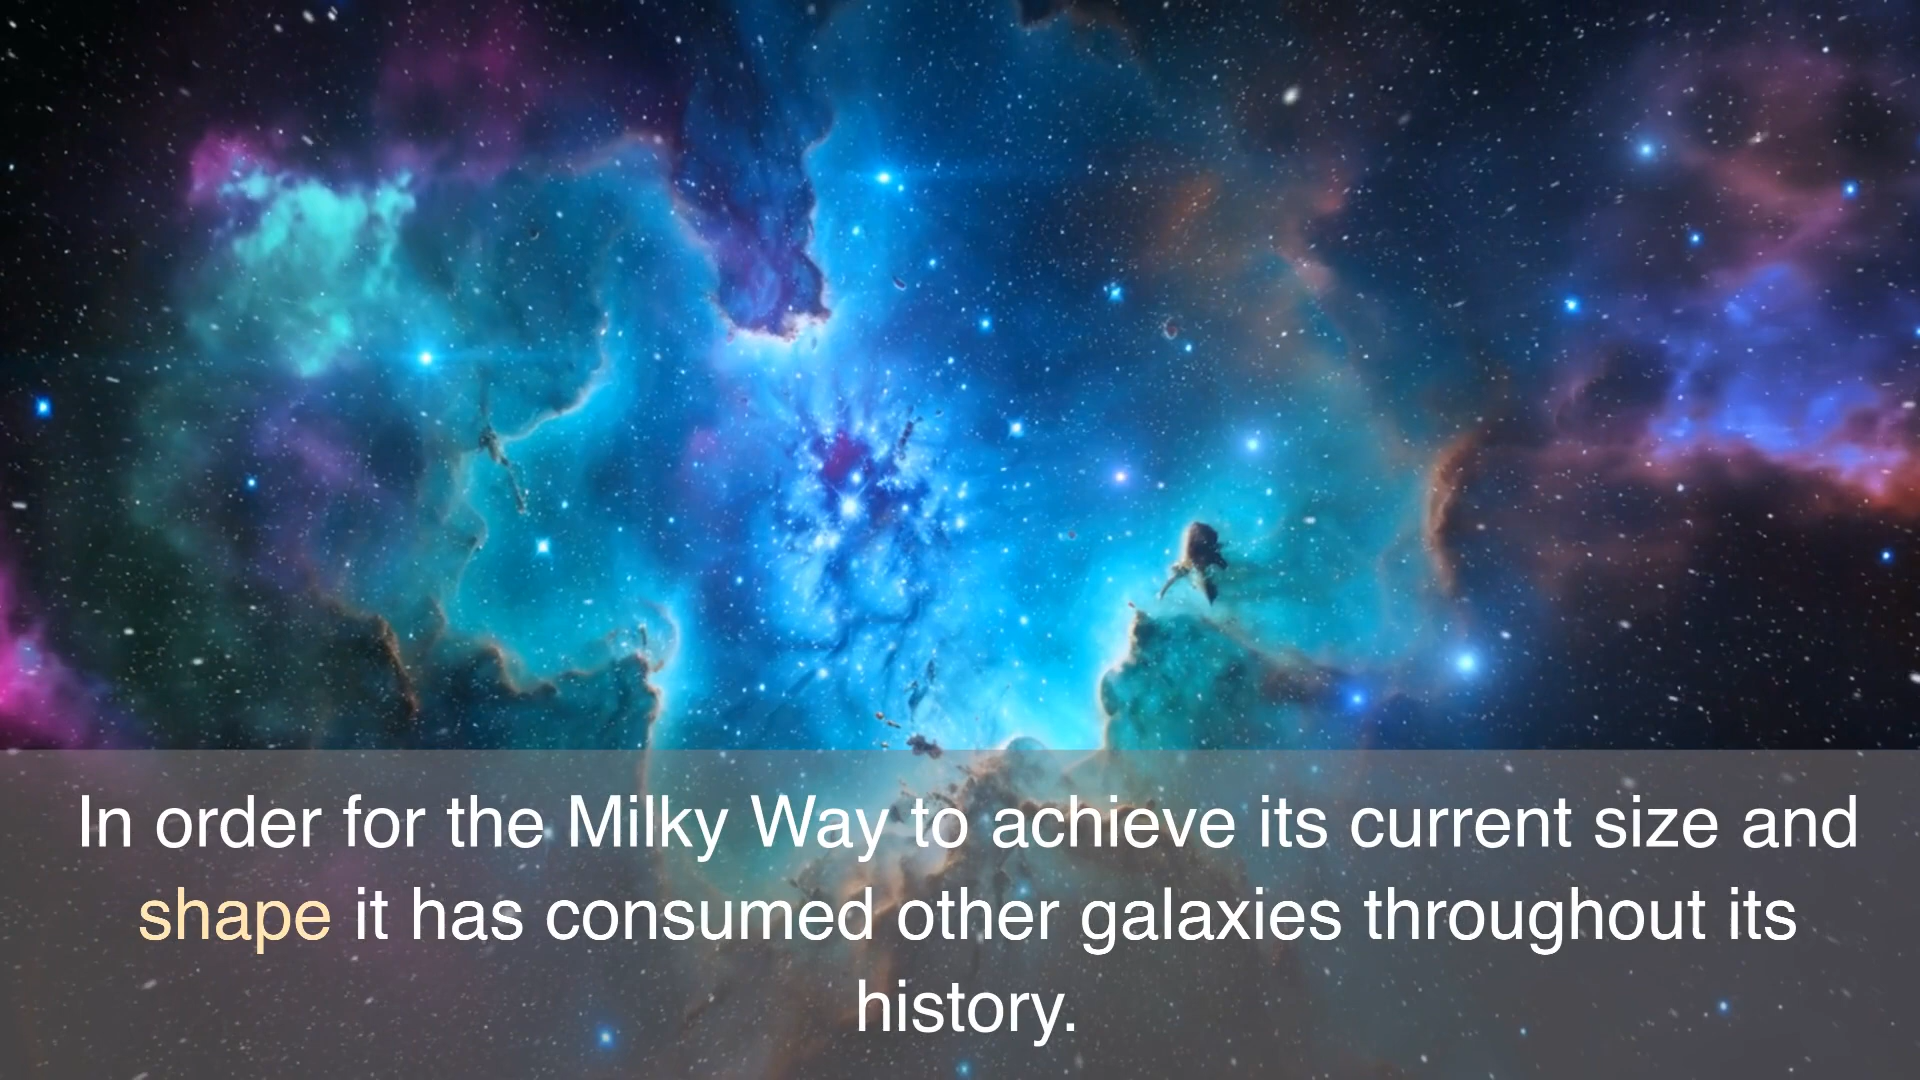 In order for the Milky Way to achieve its current size and
shape it has consumed other galaxies throughout its
history.